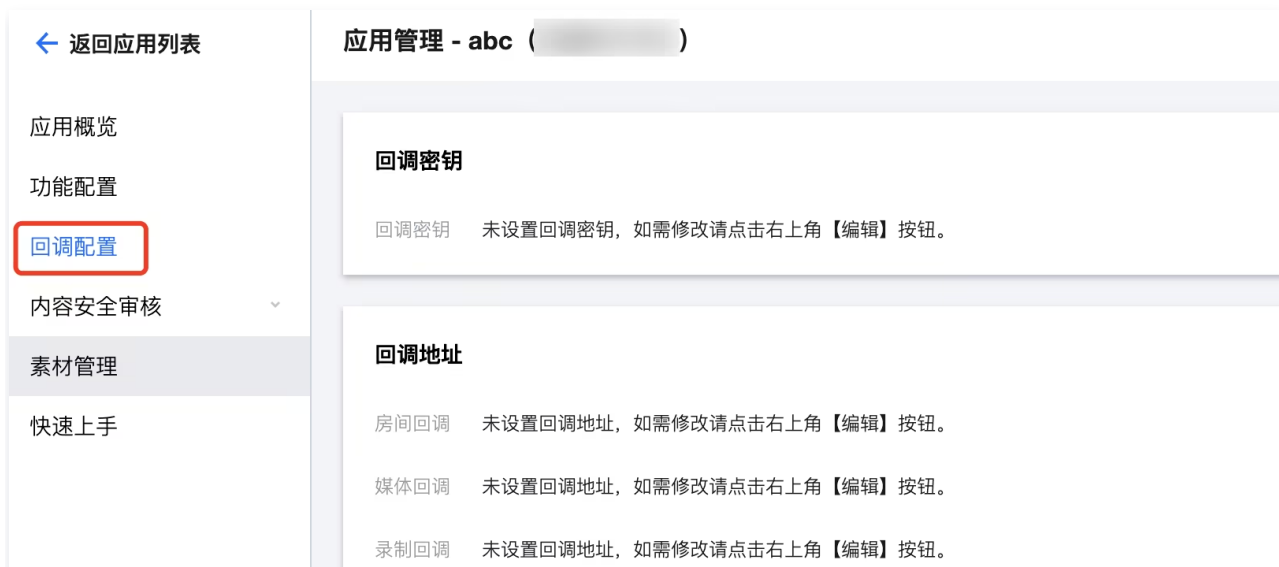 返回应用列表
应用管理 - abc（）
应用概览
功能配置
回调配置
内容安全审核
素材管理
快速上手
回调密钥
回调密钥 未设置回调密钥，如需修改请点击右上角【编辑】按钮。
回调地址
房间回调 未设置回调地址，如需修改请点击右上角【编辑】按钮。
媒体回调 未设置回调地址，如需修改请点击右上角【编辑】按钮。
录制回调 未设置回调地址，如需修改请点击右上角【编辑】按钮。